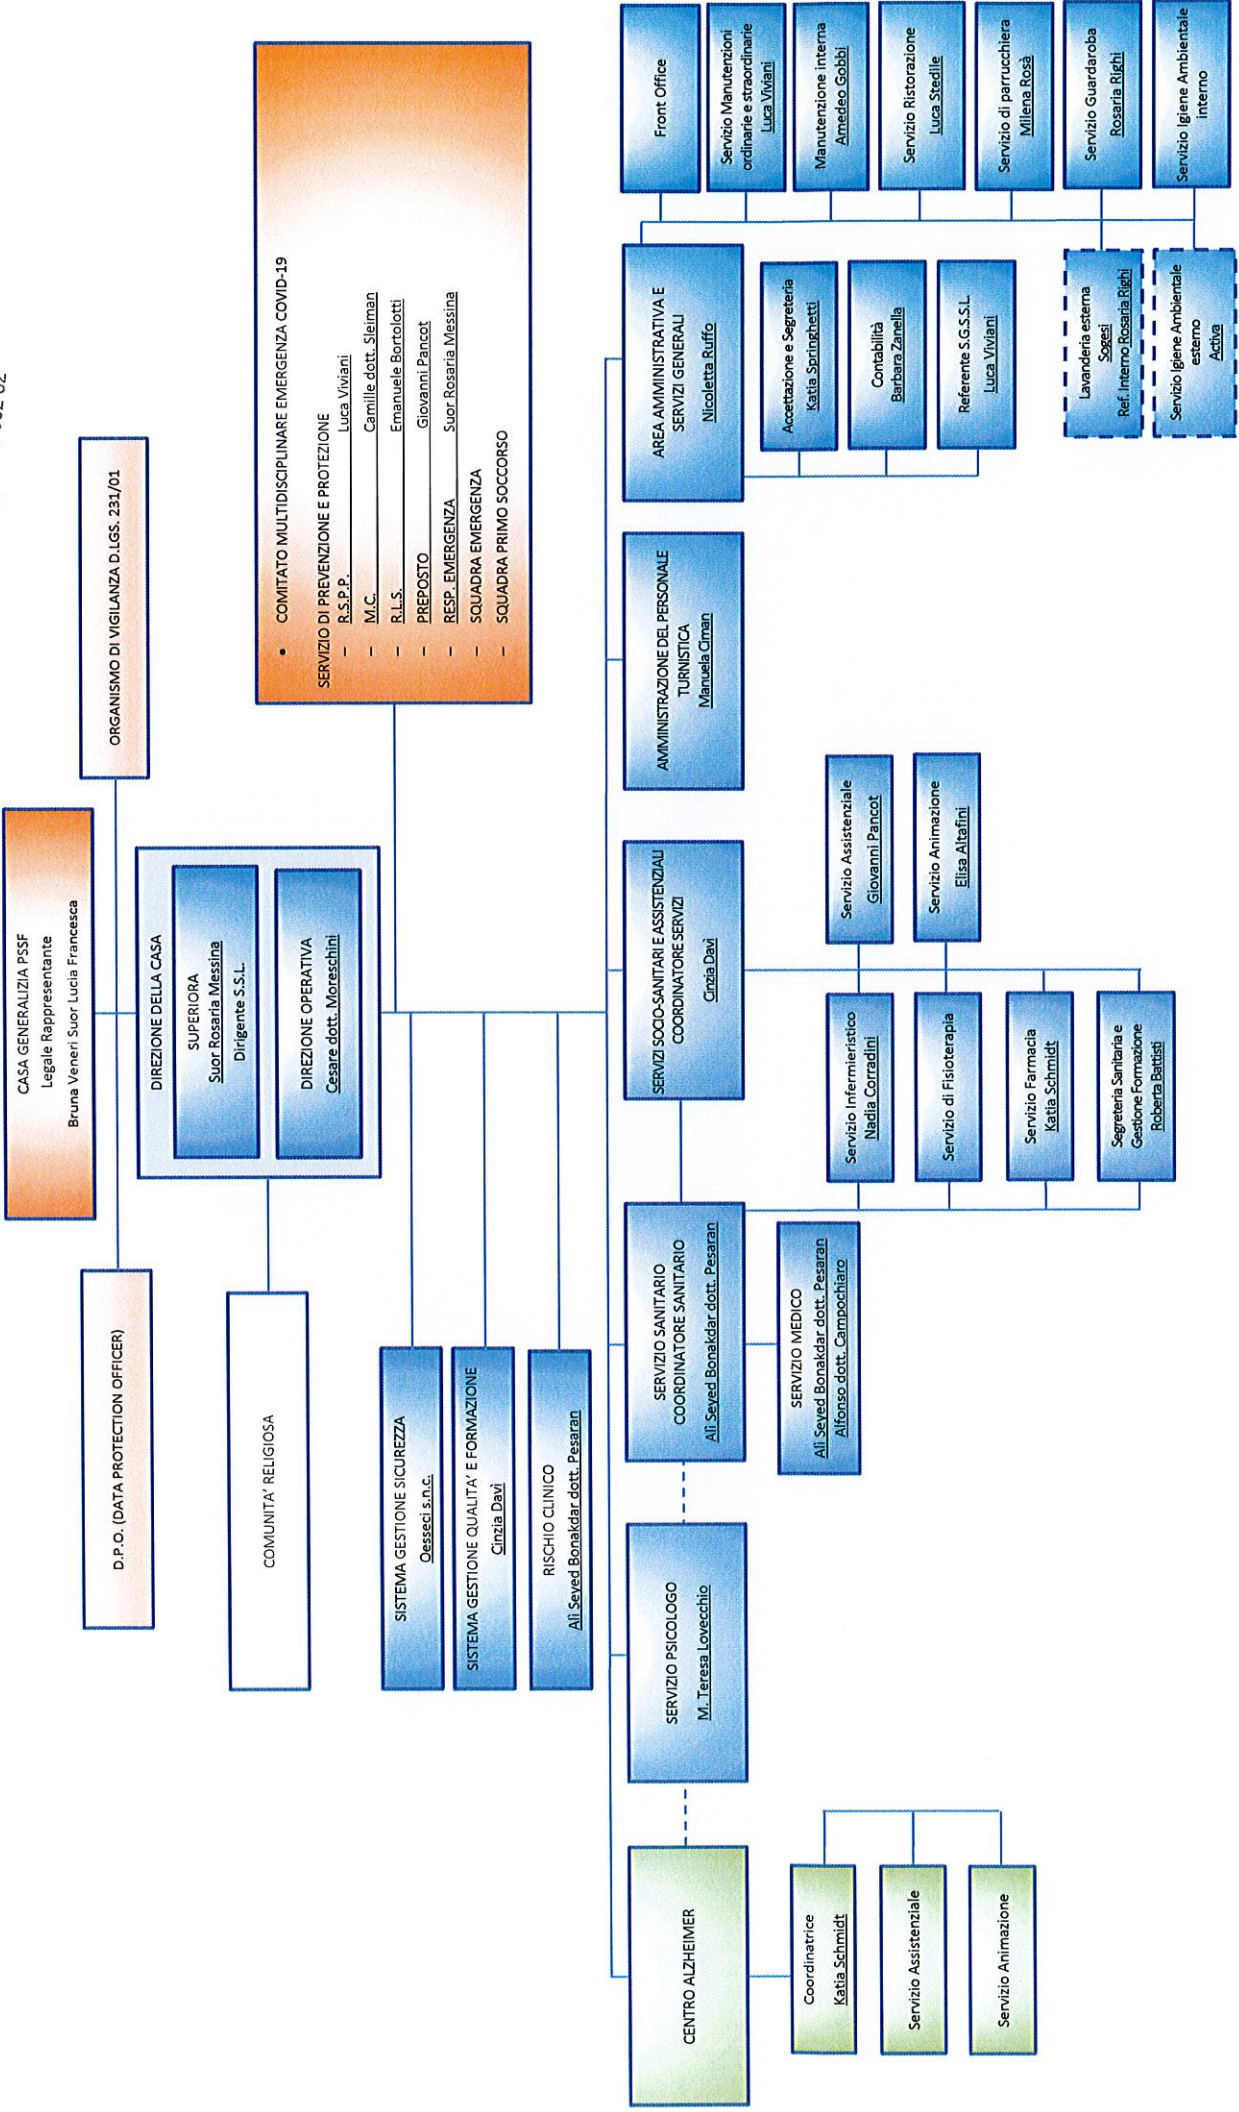 CASA GENERALIZIA PSSF
Legale Rappresentante
Bruna Veneri Suor Lucia Francesca
D.P.O. (DATA PROTECTION OFFICER)
ORGANISMO DI VIGILANZA D.LGS. 231/01
DIREZIONE DELLA CASA
SUPERIORA
Suor Rosaria Messina
Dirigente S.S.L.
DIREZIONE OPERATIVA
Cesare dott. Moreschini
COMUNITA' RELIGIOSA
• COMITATO MULTIDISCIPLINARE EMERGENZA COVID-19
SERVIZIO DI PREVENZIONE E PROTEZIONE
– R.S.P.P. Luca Viviani
– M.C. Camille dott. Sleiman
– R.L.S. Emanuele Bortolotti
– PREPOSTO Giovanni Pancot
– RESP. EMERGENZA Suor Rosaria Messina
– SQUADRA EMERGENZA
– SQUADRA PRIMO SOCCORSO
SISTEMA GESTIONE SICUREZZA
Oesseci s.n.c.
SISTEMA GESTIONE QUALITA' E FORMAZIONE
Cinzia Davì
RISCHIO CLINICO
Ali Seyed Bonakdar dott. Pesaran
CENTRO ALZHEIMER
SERVIZIO PSICOLOGO
M. Teresa Lovecchio
SERVIZIO SANITARIO
COORDINATORE SANITARIO
Ali Seyed Bonakdar dott. Pesaran
SERVIZI SOCIO-SANITARI E ASSISTENZIALI
COORDINATORE SERVIZI
Cinzia Davì
AMMINISTRAZIONE DEL PERSONALE
TURNISTICA
Manuela Ciman
AREA AMMINISTRATIVA E
SERVIZI GENERALI
Nicoletta Ruffo
Coordinatrice
Katia Schmidt
Servizio Assistenziale
Servizio Animazione
SERVIZIO MEDICO
Ali Seyed Bonakdar dott. Pesaran
Alfonso dott. Campochiaro
Servizio Infermieristico
Nadia Corradini
Servizio di Fisioterapia
Servizio Farmacia
Katia Schmidt
Segreteria Sanitaria e
Gestione Formazione
Roberta Battisti
Servizio Assistenziale
Giovanni Pancot
Servizio Animazione
Elisa Altafini
Accettazione e Segreteria
Katia Springhetti
Contabilità
Barbara Zanella
Referente S.G.S.S.L.
Luca Viviani
Front Office
Servizio Manutenzioni
ordinarie e straordinarie
Luca Viviani
Manutenzione interna
Amedeo Gobbi
Servizio Ristorazione
Luca Stedile
Servizio di parrucchiera
Milena Rosà
Servizio Guardaroba
Rosaria Righi
Servizio Igiene Ambientale
interno
Lavanderia esterna
Sogesi
Ref. Interno Rosaria Righi
Servizio Igiene Ambientale
esterno
Activa